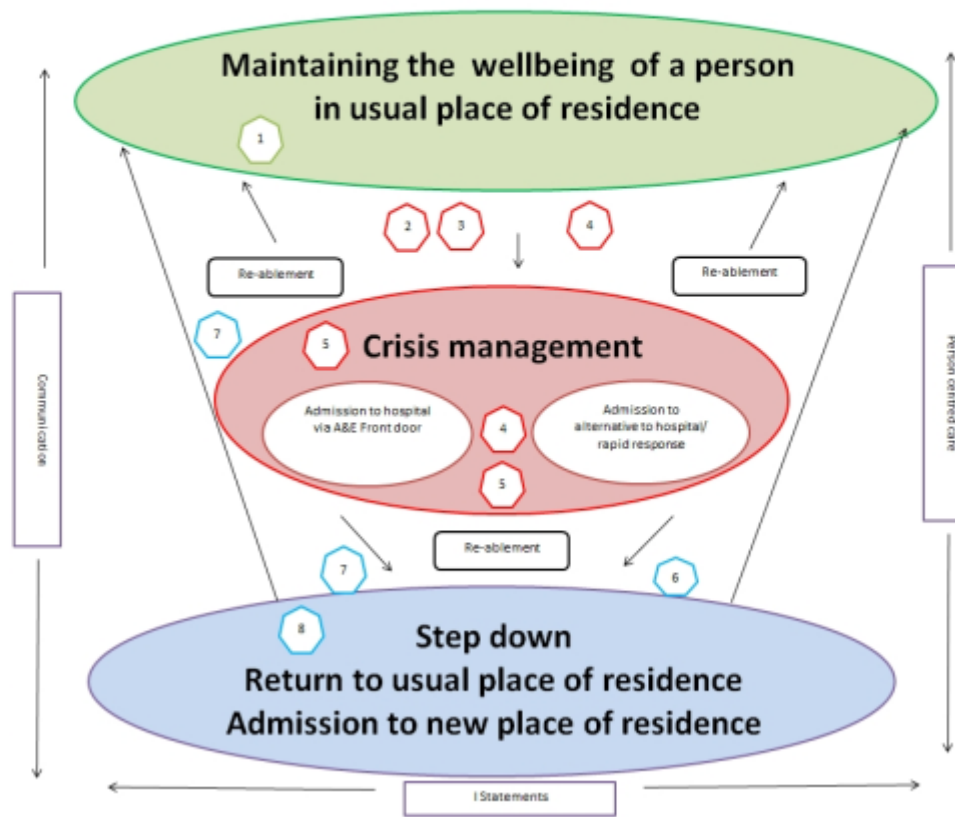 Maintaining the wellbeing of a person
in usual place of residence
1
2
3
4
Re-ablement
Re-ablement
7
5
Crisis management
Admission to hospital
via A&E Front door
4
Admission to
alternative to hospital/
rapid response
5
Communication
Person centred care
Re-ablement
7
6
8
Step down
Return to usual place of residence
Admission to new place of residence
I Statements